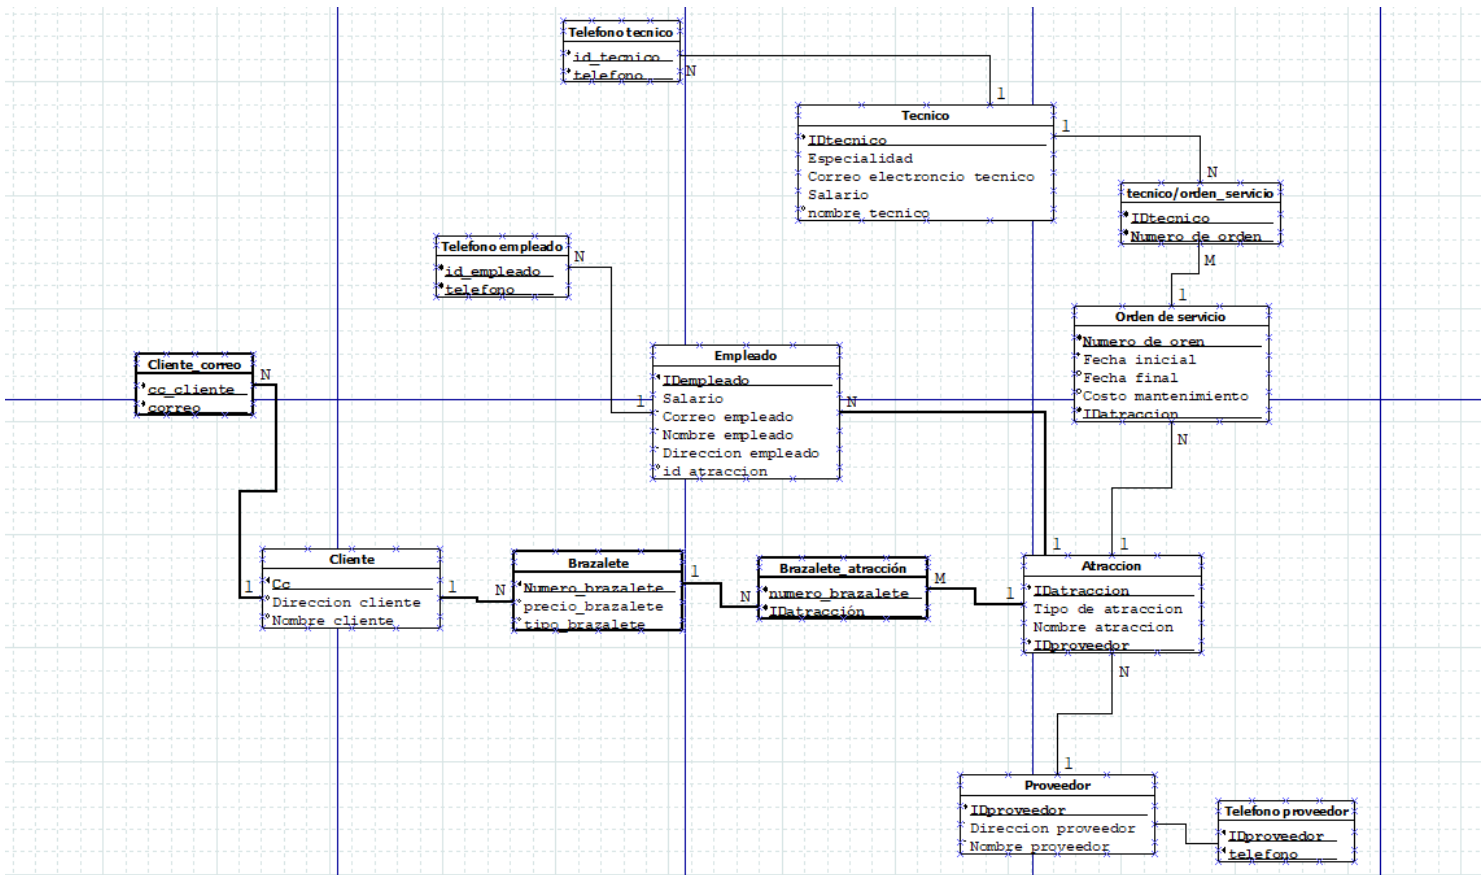 Telefono tecnico
id_tecnico
telefono
N
1
Tecnico
IDtecnico
Especialidad
Correo electroncio tecnico
Salario
nombre tecnico
1
N
tecnico/orden_servicio
IDtecnico
Numero de orden
M
1
Telefono empleado
id_empleado
telefono
N
1
Orden de servicio
Numero de oren
Fecha inicial
Fecha final
Costo mantenimiento
IDatraccion
N
1
Empleado
IDempleado
Salario
Correo empleado
Nombre empleado
Direccion empleado
id atraccion
N
1
Cliente_correo
cc_cliente
correo
N
1
Cliente
Cc
Direccion cliente
Nombre cliente
1
N
Brazalete
Numero_brazalete
precio_brazalete
tipo_brazalete
1
N
Brazalete_atracción
numero_brazalete
IDatracción
M
1
Atraccion
IDatraccion
Tipo de atraccion
Nombre atraccion
IDproveedor
N
1
Proveedor
IDproveedor
Direccion proveedor
Nombre proveedor
Telefono proveedor
IDproveedor
telefono